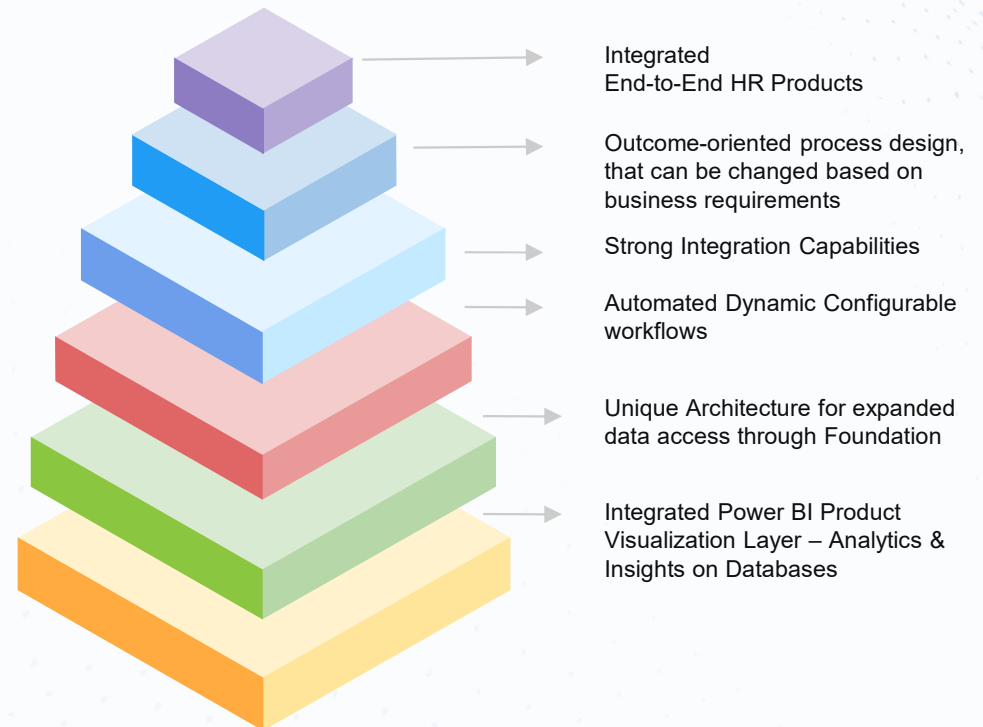 Integrated
End-to-End HR Products
Outcome-oriented process design,
that can be changed based on
business requirements
Strong Integration Capabilities
Automated Dynamic Configurable
workflows
Unique Architecture for expanded
data access through Foundation
Integrated Power BI Product
Visualization Layer – Analytics &
Insights on Databases